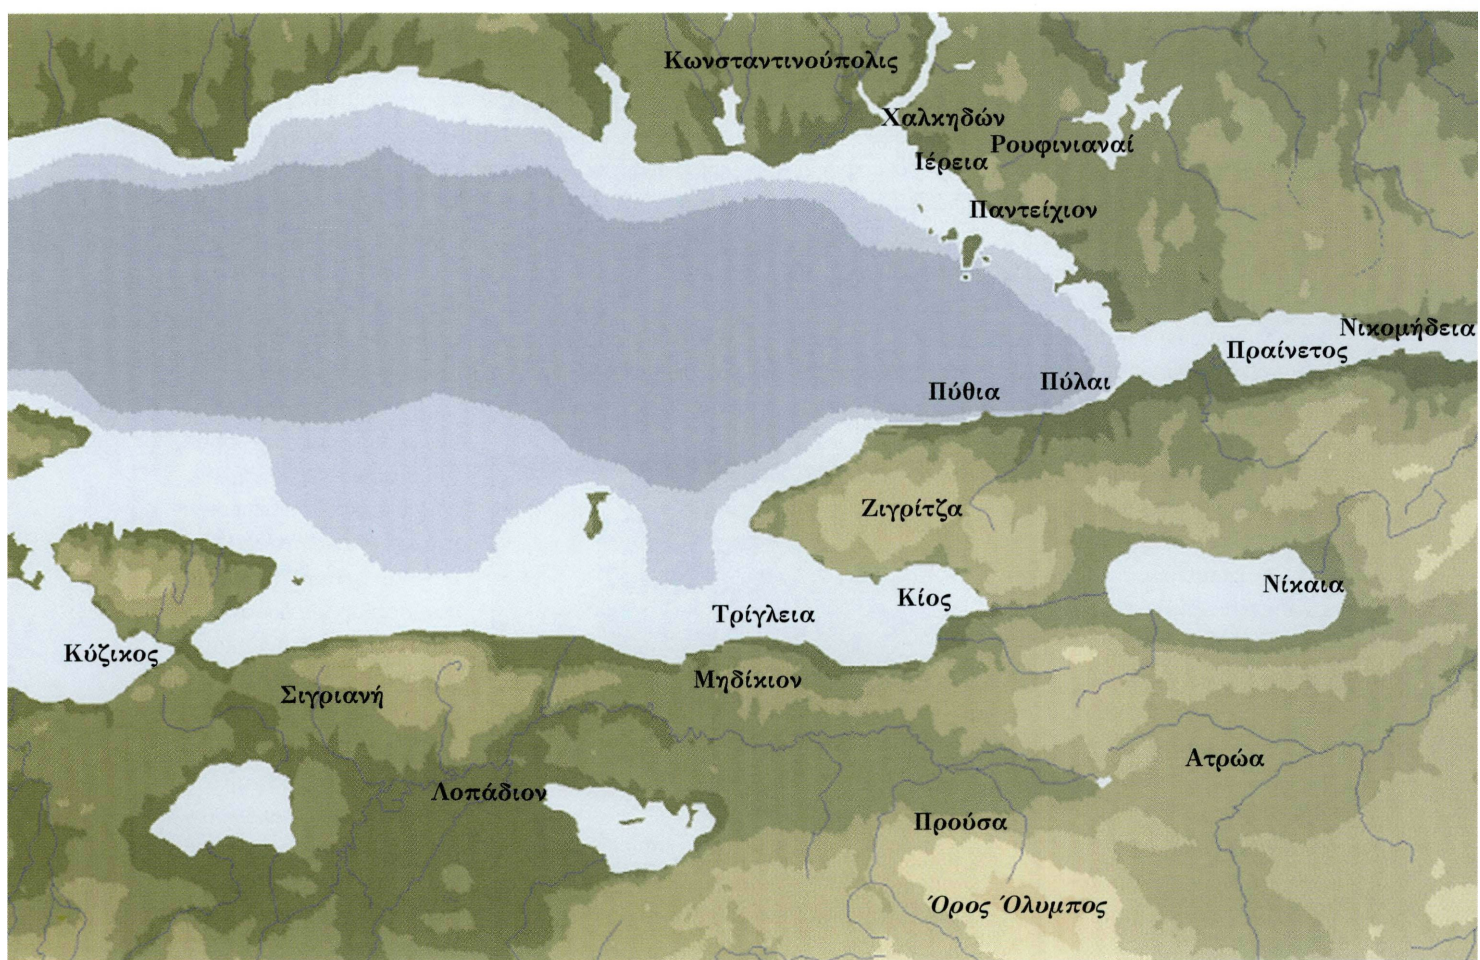 Κωνσταντινούπολις
Χαλκηδών
Ρουφινιαναί
Ιέρεια
Παντείχιον
Νικομήδεια
Πραίνετος
Πύλαι
Πύθια
Ζιγρίτζα
Νίκαια
Κίος
Τρίγλεια
Κύζικος
Μηδίκιον
Σιγριανή
Ατρώα
Λοπάδιον
Προύσα
Όρος Όλυμπος